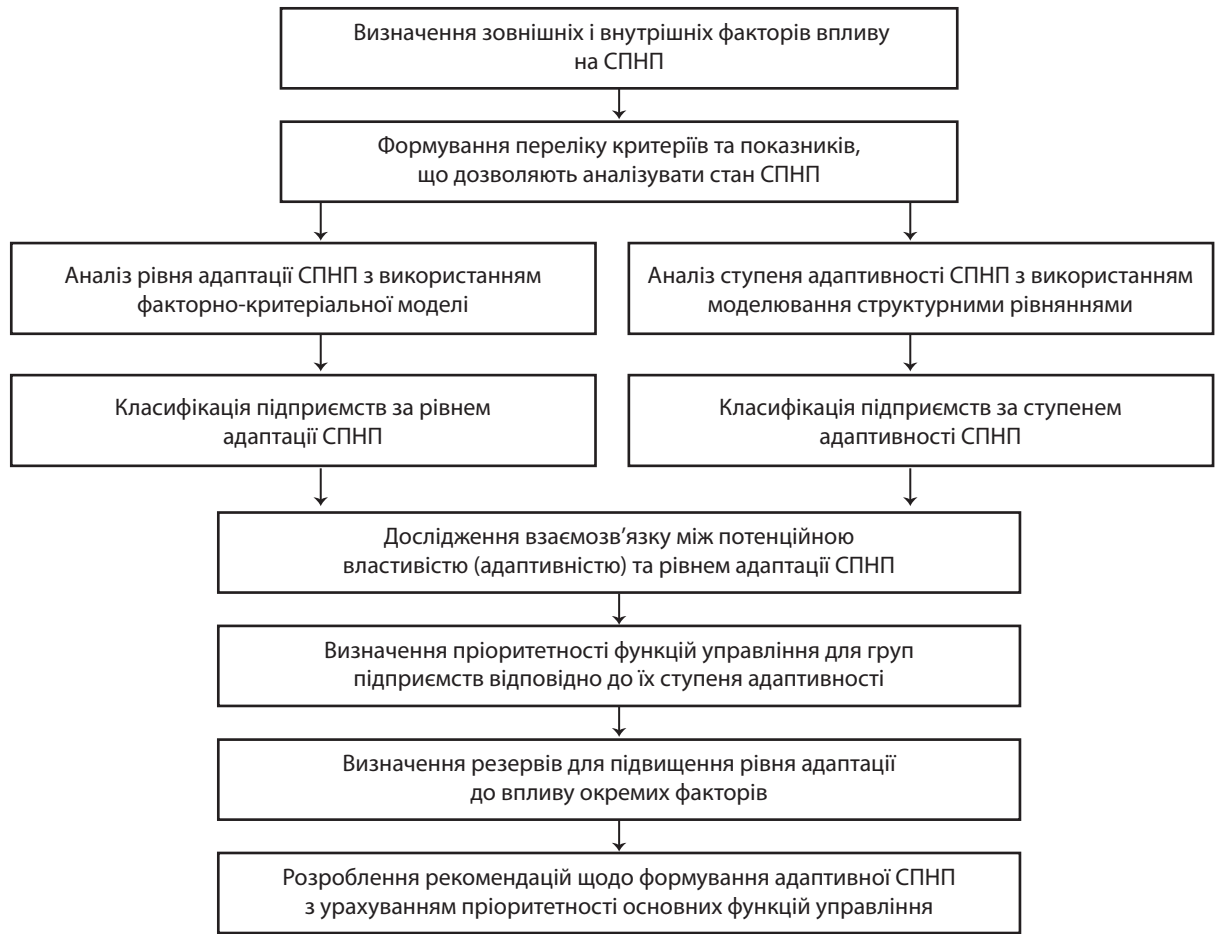 Визначення зовнішніх і внутрішніх факторів впливу
на СПНП
Формування переліку критеріїв та показників,
що дозволяють аналізувати стан СПНП
Аналіз рівня адаптації СПНП з використанням
факторно-критеріальної моделі
Аналіз ступеня адаптивності СПНП з використанням
моделювання структурними рівняннями
Класифікація підприємств за рівнем
адаптації СПНП
Класифікація підприємств за ступенем
адаптивності СПНП
Дослідження взаємозв'язку між потенційною
властивістю (адаптивністю) та рівнем адаптації СПНП
Визначення пріоритетності функцій управління для груп
підприємств відповідно до їх ступеня адаптивності
Визначення резервів для підвищення рівня адаптації
до впливу окремих факторів
Розроблення рекомендацій щодо формування адаптивної СПНП
з урахуванням пріоритетності основних функцій управління